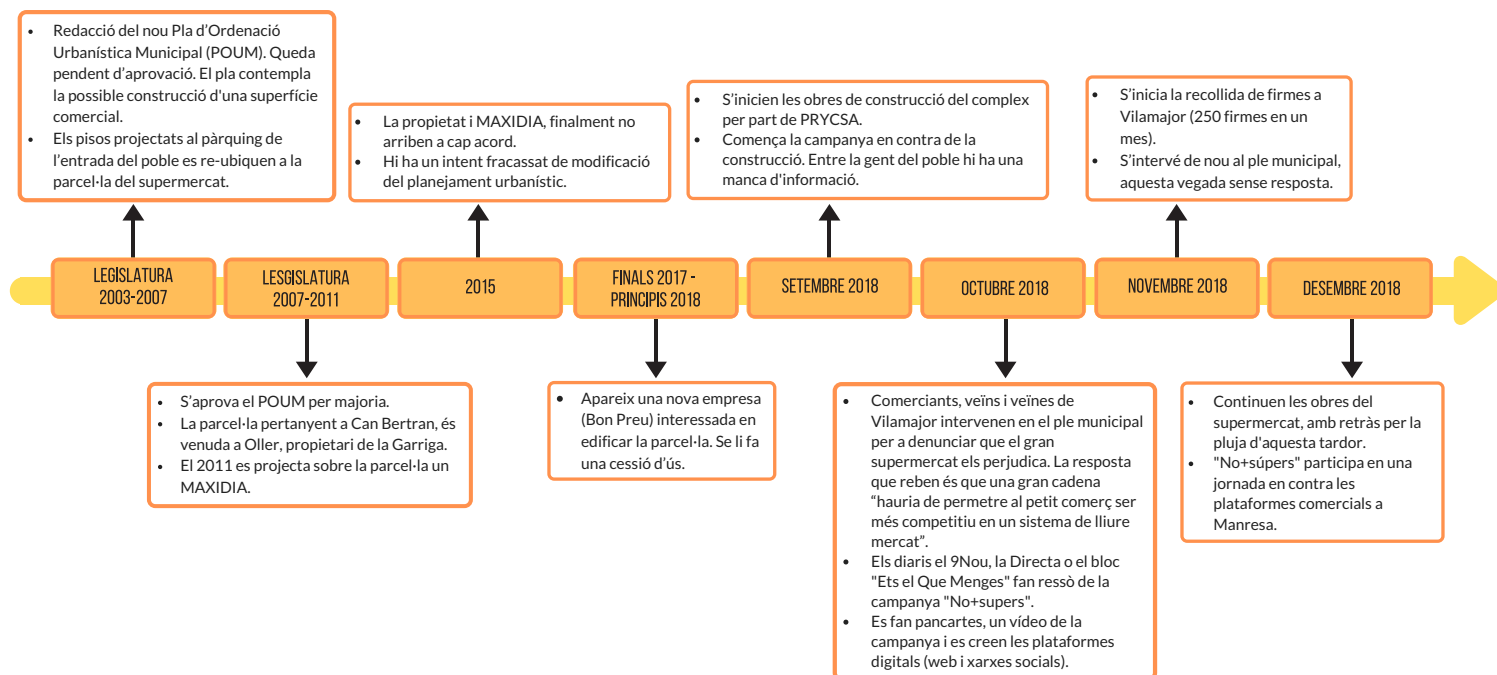 • Redacció del nou Pla d’Ordenació
Urbanística Municipal (POUM). Queda
pendent d’aprovació. El pla contempla
la possible construcció d'una superfície
comercial.
• Els pisos projectats al pàrquing de
l’entrada del poble es re-ubiquen a la
parcel·la del supermercat.
• La propietat i MAXIDIA, finalment no
arriben a cap acord.
• Hi ha un intent fracassat de modificació
del planejament urbanístic.
• S’inicien les obres de construcció del complex
per part de PRYCSA.
• Comença la campanya en contra de la
construcció. Entre la gent del poble hi ha una
manca d'informació.
• S’inicia la recollida de firmes a
Vilamajor (250 firmes en un
mes).
• S’intervé de nou al ple municipal,
aquesta vegada sense resposta.
LEGISLATURA
2003-2007
LESGISLATURA
2007-2011
2015
FINALS 2017 -
PRINCIPIS 2018
SETEMBRE 2018
OCTUBRE 2018
NOVEMBRE 2018
DESEMBRE 2018
• S’aprova el POUM per majoria.
• La parcel·la pertanyent a Can Bertran, és
venuda a Oller, propietari de la Garriga.
• El 2011 es projecta sobre la parcel·la un
MAXIDIA.
• Apareix una nova empresa
(Bon Preu) interessada en
edificar la parcel·la. Se li fa
una cessió d’ús.
• Comerciants, veïns i veïnes de
Vilamajor intervenen en el ple municipal
per a denunciar que el gran
supermercat els perjudica. La resposta
que reben és que una gran cadena
“hauria de permetre al petit comerç ser
més competitiu en un sistema de lliure
mercat”.
• Els diaris el 9Nou, la Directa o el bloc
"Ets el Que Menges" fan ressò de la
campanya "No+supers".
• Es fan pancartes, un vídeo de la
campanya i es creen les plataformes
digitals (web i xarxes socials).
• Continuen les obres del
supermercat, amb retràs per la
pluja d'aquesta tardor.
• "No+súpers" participa en una
jornada en contra les
plataformes comercials a
Manresa.